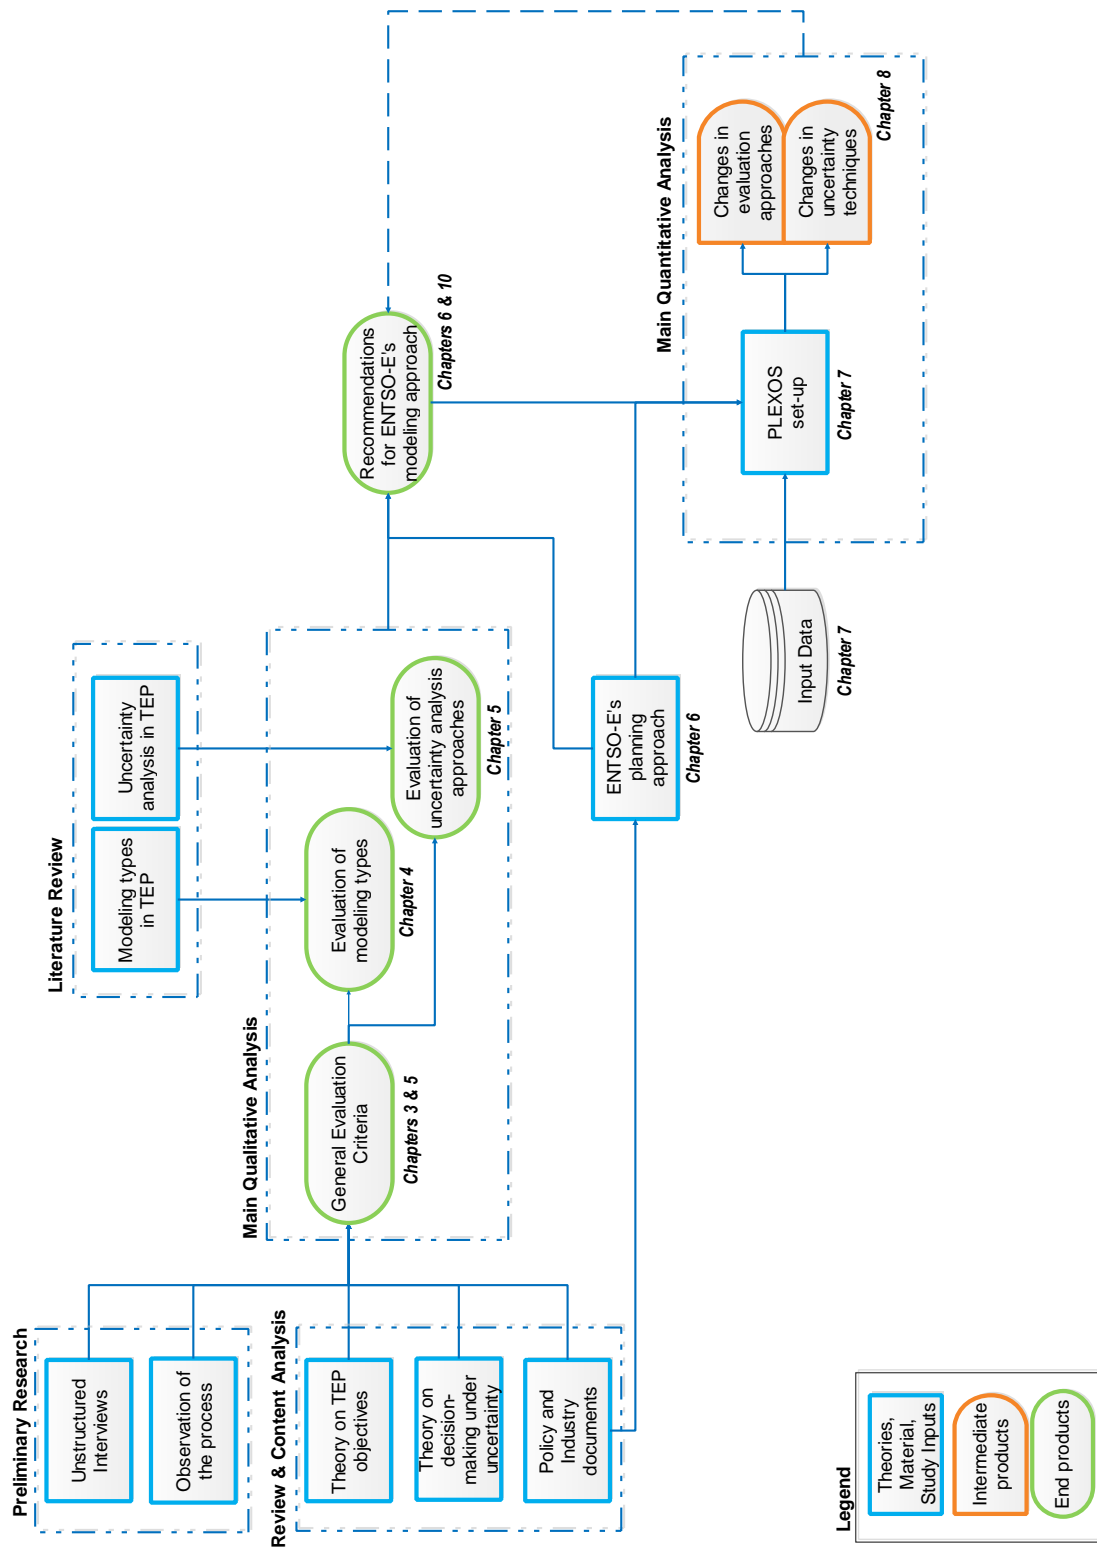 Preliminary Research
Unstructured
Interviews
Observation of
the process
Review & Content Analysis
Theory on TEP
objectives
Theory on
decision-
making under
uncertainty
Policy and
Industry
documents
Literature Review
Modeling types
in TEP
Uncertainty
analysis in TEP
Main Qualitative Analysis
General Evaluation
Criteria
Chapters 3 & 5
Evaluation of
modeling types
Chapter 4
Evaluation of
uncertainty analysis
approaches
Chapter 5
ENTSO-E's
planning
approach
Chapter 6
Recommendations
for ENTSO-E's
modeling approach
Chapters 6 & 10
Main Quantitative Analysis
Input Data
Chapter 7
PLEXOS
set-up
Chapter 7
Changes in
evaluation
approaches
Changes in
uncertainty
techniques
Chapter 8
Legend
Theories,
Material,
Study Inputs
Intermediate
products
End products